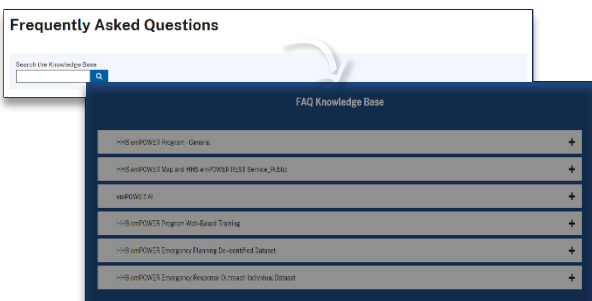 Frequently Asked Questions
Search the Knowledge Base
FAQ Knowledge Base
HHS emPOWER Program - General
HHS emPOWER Map and HHS emPOWER REST Service_Public
emPOWER AI
HHS emPOWER Program Web-Based Training
HHS emPOWER Emergency Planning De-identified Dataset
HHS emPOWER Emergency Response Outreach Individual Dataset